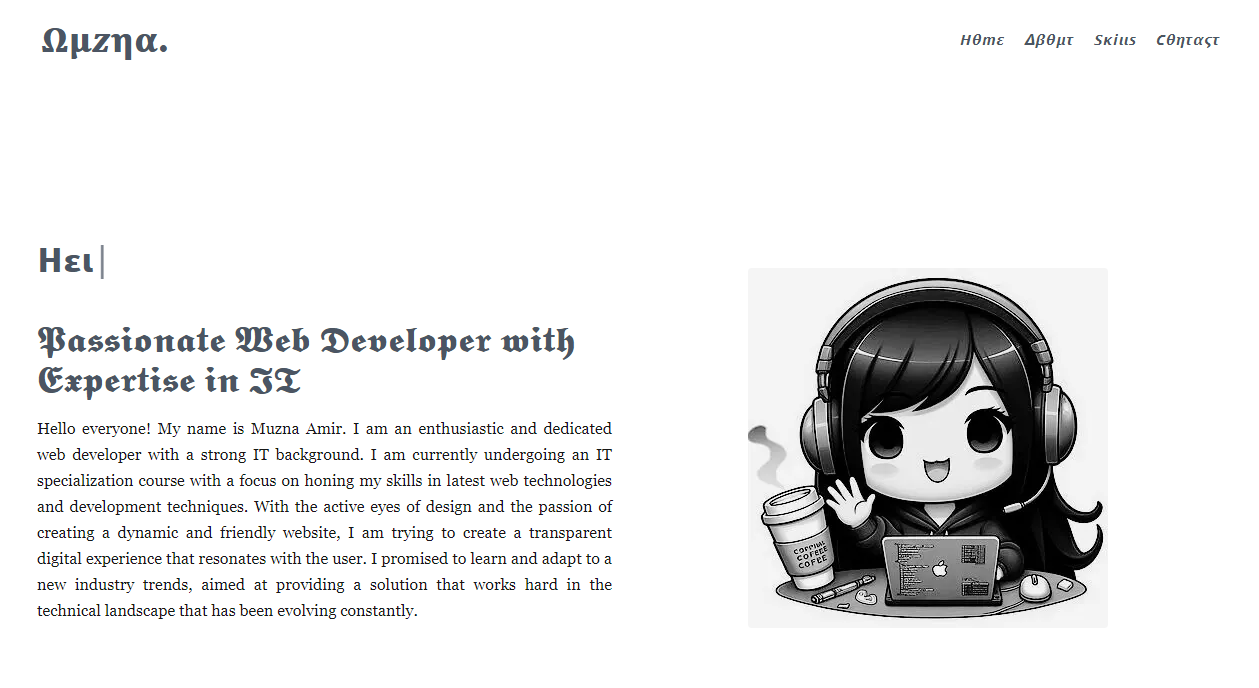 Ωμzηα.
Hθmε Δβθμτ Sκιιs Cθηταςτ
Hει
𝕻assionate 𝖂eb 𝕯eveloper with
Expertise in IT
Hello everyone! My name is Muzna Amir. I am an enthusiastic and dedicated
web developer with a strong IT background. I am currently undergoing an IT
specialization course with a focus on honing my skills in latest web technologies
and development techniques. With the active eyes of design and the passion of
creating a dynamic and friendly website, I am trying to create a transparent
digital experience that resonates with the user. I promised to learn and adapt to a
new industry trends, aimed at providing a solution that works hard in the
technical landscape that has been evolving constantly.
COFFEE
COFEE